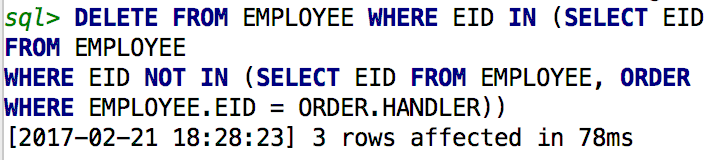 sql> DELETE FROM EMPLOYEE WHERE EID IN (SELECT EID
FROM EMPLOYEE
WHERE EID NOT IN (SELECT EID FROM EMPLOYEE, ORDER
WHERE EMPLOYEE.EID = ORDER.HANDLER))
[2017-02-21 18:28:23] 3 rows affected in 78ms